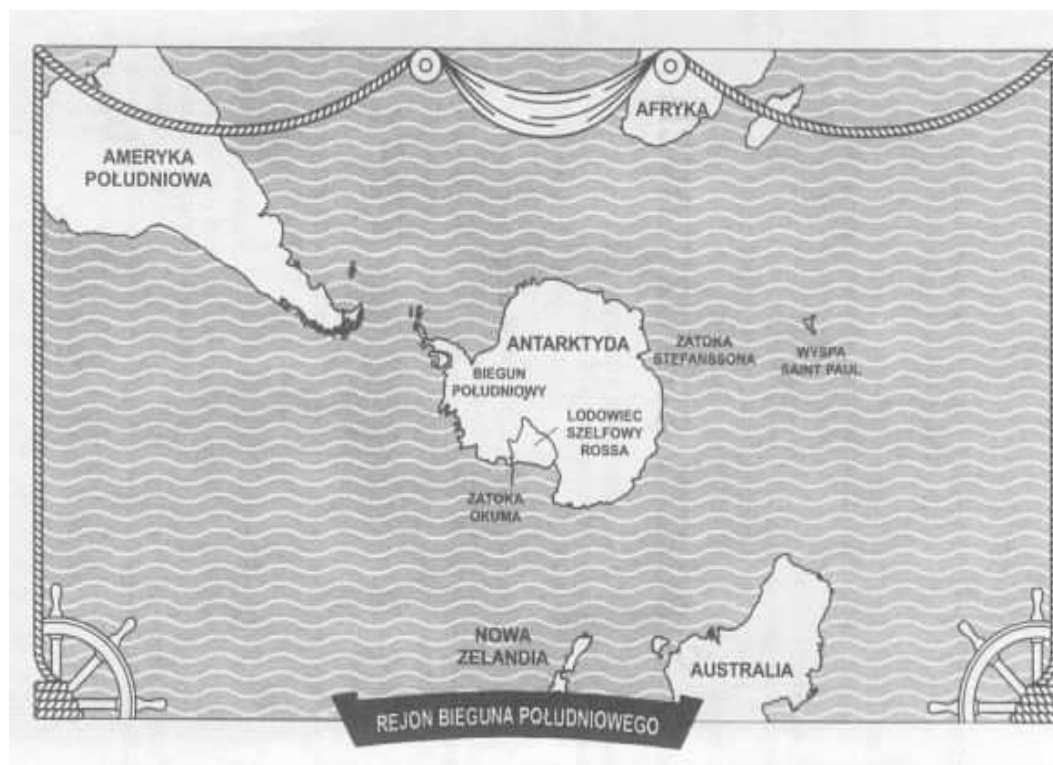 AFRYKA
AMERYKA
POŁUDNIOWA
ANTARKTYDA
ZATOKA
STEFANSSONA
WYSPA
SAINT PAUL
BIEGUN
POŁUDNIOWY
LODOWIEC
SZELFOWY
ROSSA
ZATOKA
OKUMA
NOWA
ZELANDIA
AUSTRALIA
REJON BIEGUNA POŁUDNIOWEGO